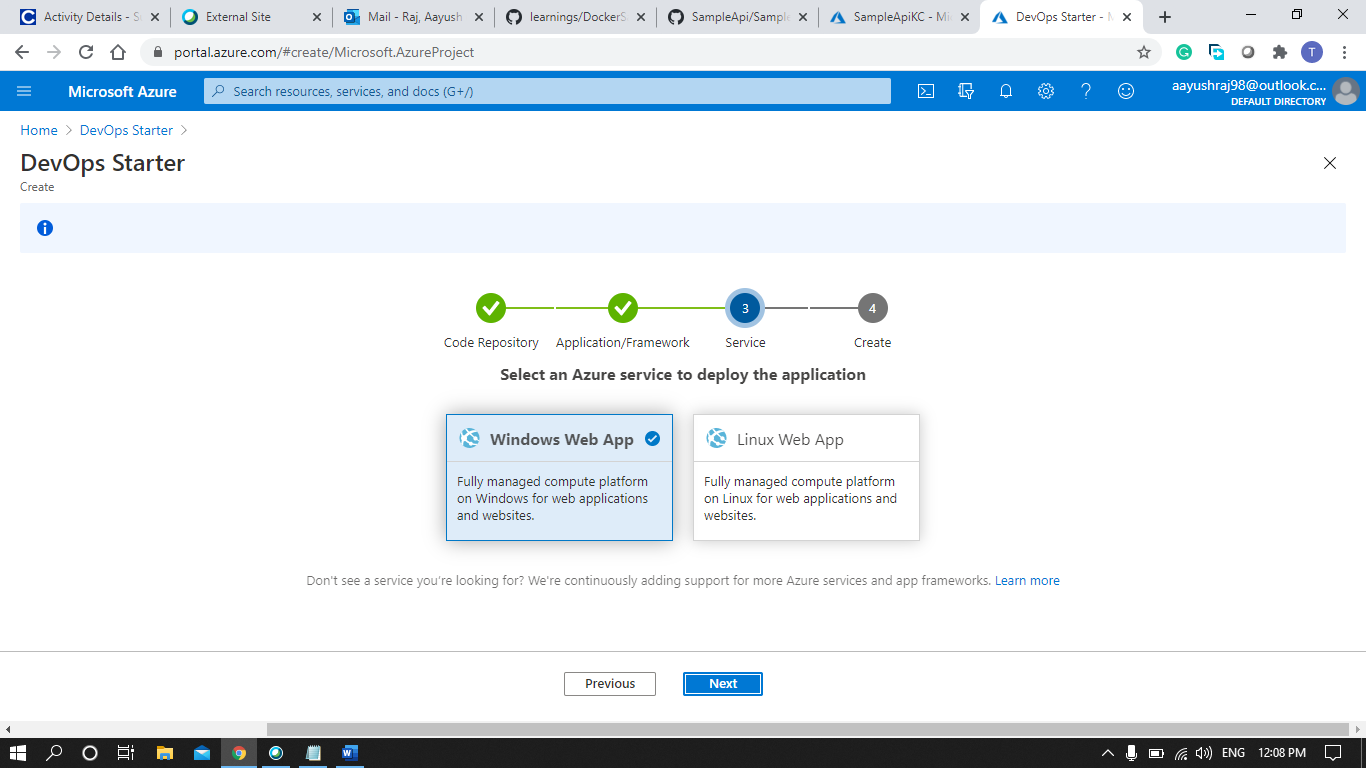 Activity Details - S
External Site
Mail - Raj, Aayush
learnings/DockerS
SampleApi/Sample
SampleApiKC - Mi
DevOps Starter - M
portal.azure.com/#create/Microsoft.AzureProject
T
Microsoft Azure
Search resources, services, and docs (G+/)
aayushraj98@outlook.c...
DEFAULT DIRECTORY
Home > DevOps Starter >
DevOps Starter
Create
3
4
Code Repository
Application/Framework
Service
Create
Select an Azure service to deploy the application
Windows Web App
Fully managed compute platform
on Windows for web applications
and websites.
Linux Web App
Fully managed compute platform
on Linux for web applications and
websites.
Don't see a service you're looking for? We're continuously adding support for more Azure services and app frameworks. Learn more
Previous
Next
ENG
12:08 PM